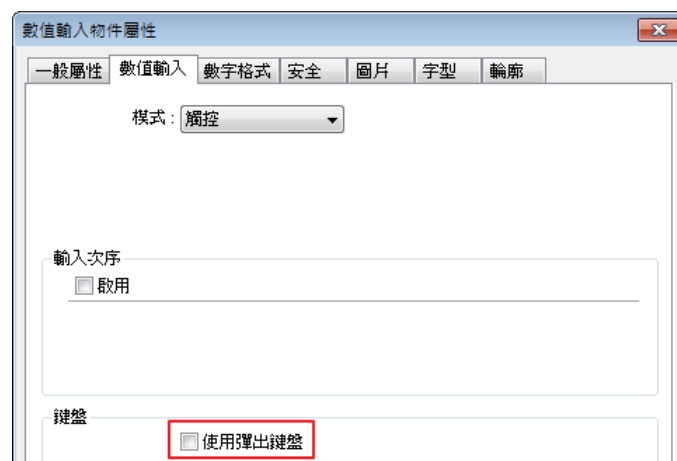 數值輸入物件屬性
一般屬性 數值輸入 數字格式 安全 圖片 字型 輪廓
模式 : 觸控
輸入次序
啟用
鍵盤
使用彈出鍵盤